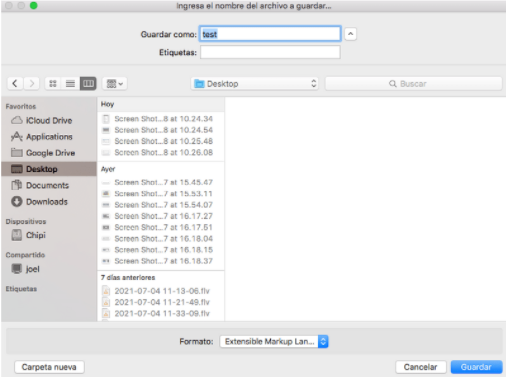 Ingresa el nombre del archivo a guardar...
Guardar como: test
Etiquetas:
Desktop
Buscar
Favoritos
iCloud Drive
Applications
Google Drive
Desktop
Documents
Downloads
Dispositivos
Chipi
Compartido
joel
Etiquetas
Hoy
Screen Shot...8 at 10.24.34
Screen Shot...8 at 10.24.54
Screen Shot...8 at 10.25.48
Screen Shot...8 at 10.26.08
Ayer
Screen Shot...7 at 15.45.47
Screen Shot...7 at 15.53.11
Screen Shot...7 at 15.54.07
Screen Shot...7 at 16.17.27
Screen Shot...7 at 16.17.51
Screen Shot...7 at 16.18.04
Screen Shot...7 at 16.18.15
Screen Shot...7 at 16.18.37
7 días anteriores
2021-07-04 11-13-06.flv
2021-07-04 11-21-49.flv
2021-07-04 11-33-09.flv
Formato: Extensible Markup Lan...
Carpeta nueva
Cancelar
Guardar